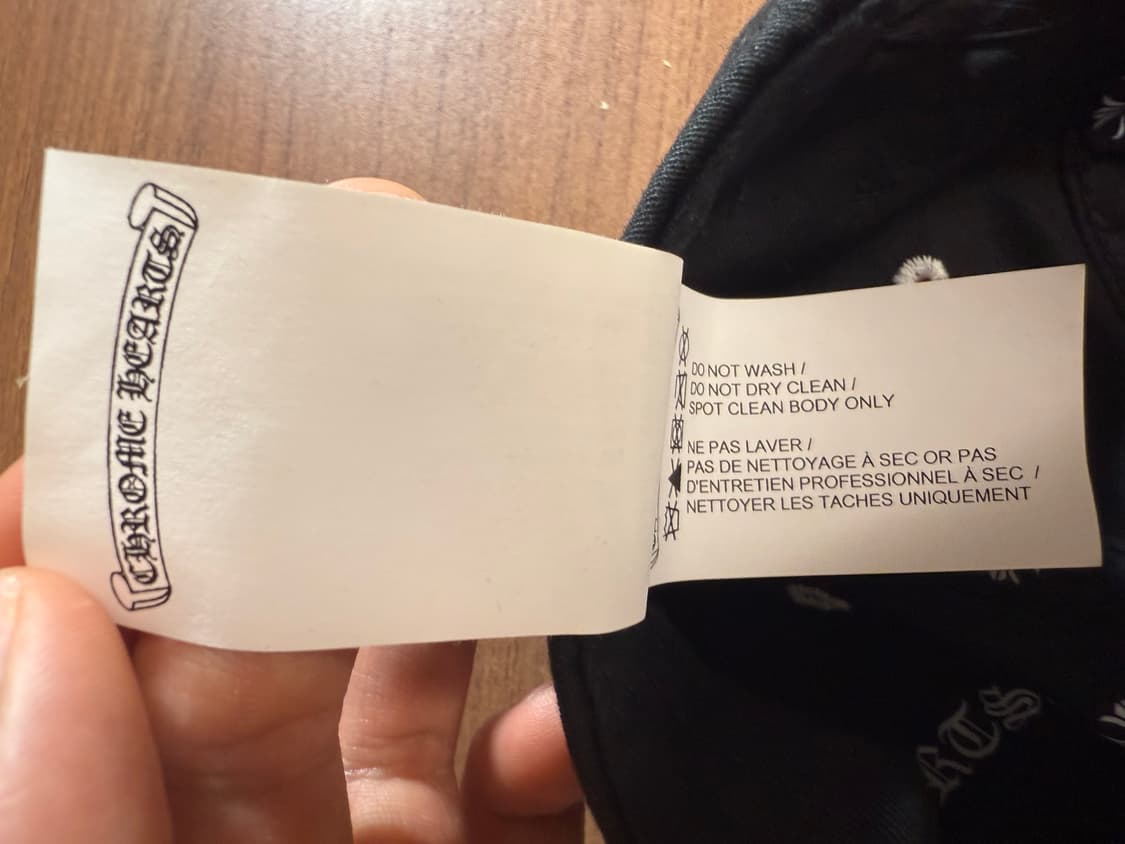 CHROME HEARTS
DO NOT WASH /
DO NOT DRY CLEAN /
SPOT CLEAN BODY ONLY
NE PAS LAVER /
PAS DE NETTOYAGE À SEC OR PAS
D'ENTRETIEN PROFESSIONNEL À SEC /
NETTOYER LES TACHES UNIQUEMENT
RTS